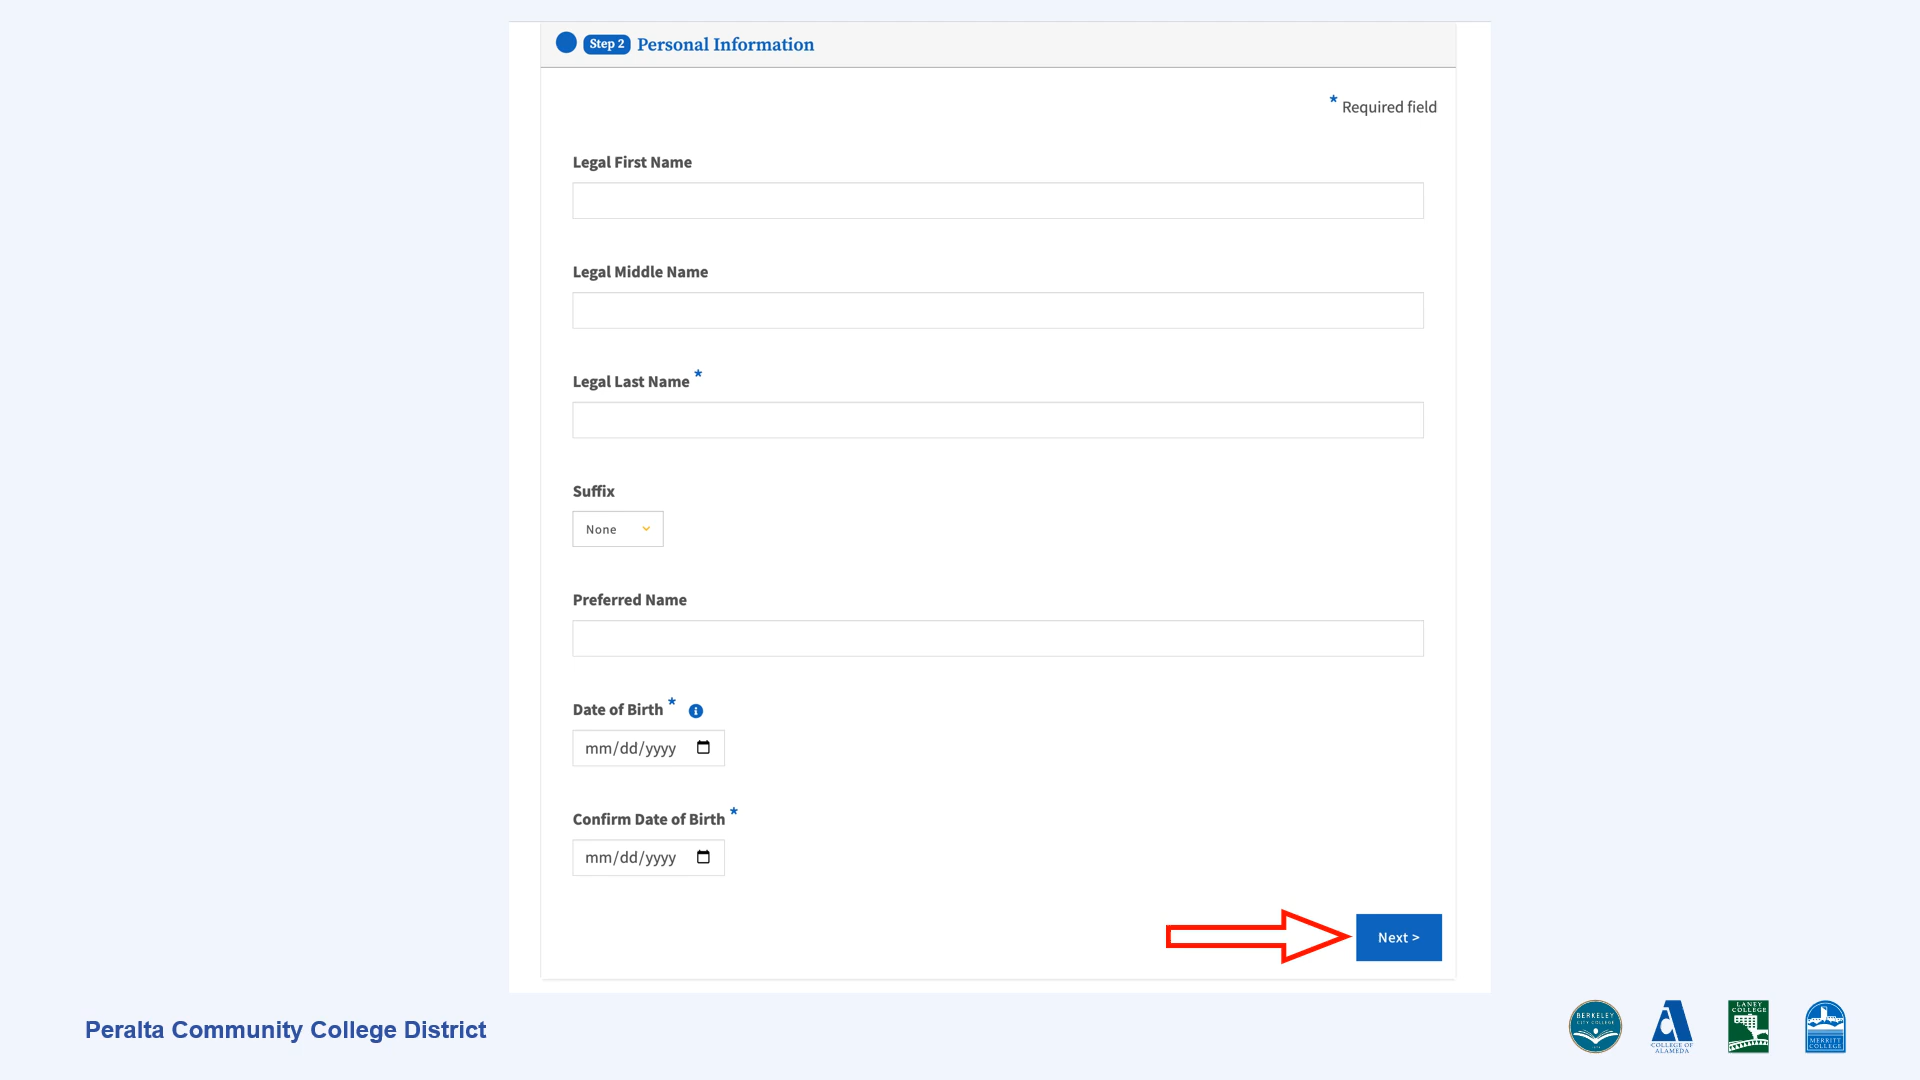 Step 2 Personal Information
* Required field
Legal First Name
Legal Middle Name
Legal Last Name *
Suffix
None
Preferred Name
Date of Birth *
mm/dd/yyyy
Confirm Date of Birth *
mm/dd/yyyy
Next >
Peralta Community College District
BERKELEY
CITY COLLEGE
COLLEGE OF
ALAMEDA
LANEY
COLLEGE
MERRITT
COLLEGE